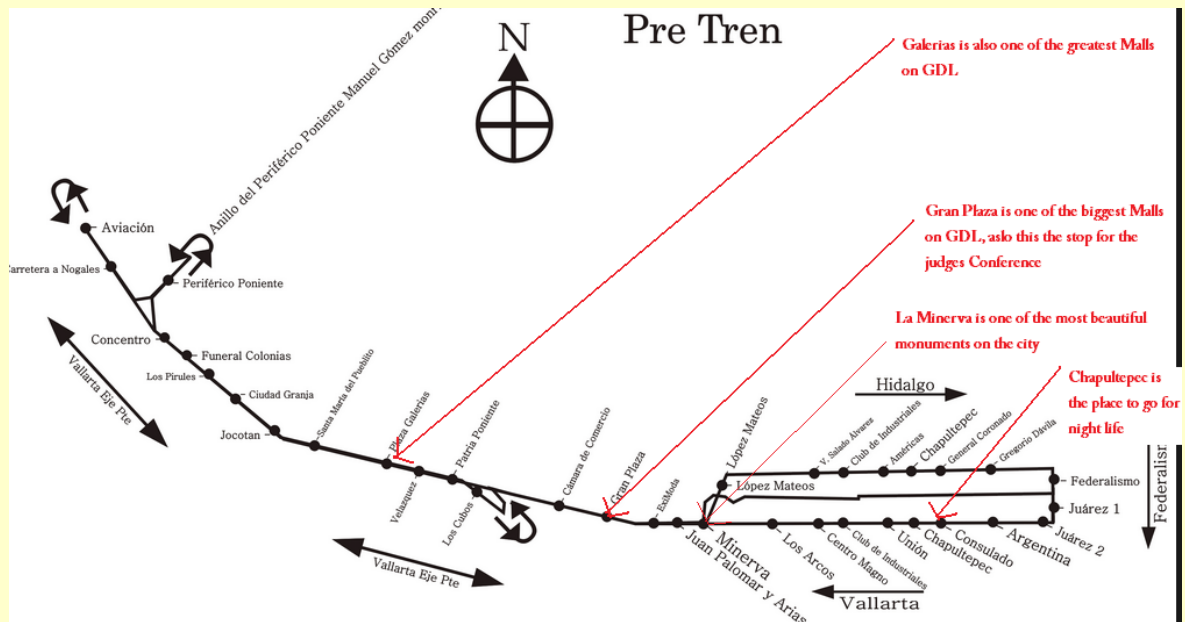 Pre Tren
N
Anillo del Periférico Poniente Manuel Gómez
Galerias is also one of the greatest Malls
on GDL
Gran Plaza is one of the biggest Malls
on GDL, aslo this the stop for the
judges Conference
La Minerva is one of the most beautiful
monuments on the city
Chapultepec is
the place to go for
night life
Aviación
Carretera a Nogales
Periférico Poniente
Concentro
Funeral Colonias
Los Pirules
Ciudad Granja
Jocotan
Vallarta Eje Pte
Santa María del Pueblito
Plaza Galerias
Patria Poniente
Velazquez
Los Cubos
Vallarta Eje Pte
Cámara de Comercio
Gran Plaza
ExiModa
Juan Palomar y Arias
Minerva
López Mateos
López Mateos
Hidalgo
V. Salado Alvarez
Club de Industriales
Américas
Chapultepec
General Coronado
Gregorio Dávila
Federalismo
Juárez 1
Juárez 2
Federalism
Los Arcos
Centro Magno
Club de Industriales
Unión
Chapultepec
Consulado
Argentina
Vallarta